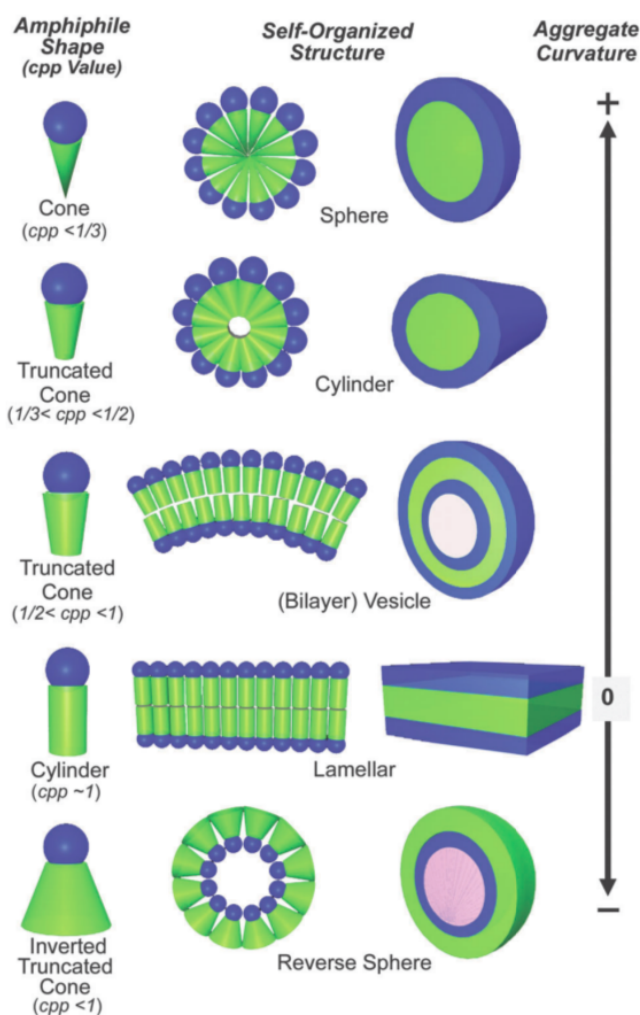 Amphiphile
Shape
(cpp Value)
Self-Organized
Structure
Aggregate
Curvature
+
Cone
(cpp <1/3)
Sphere
Truncated
Cone
(1/3< cpp <1/2)
Cylinder
Truncated
Cone
(1/2< cpp <1)
(Bilayer) Vesicle
0
Cylinder
(cpp ~1)
Lamellar
Inverted
Truncated
Cone
(cpp <1)
Reverse Sphere
−